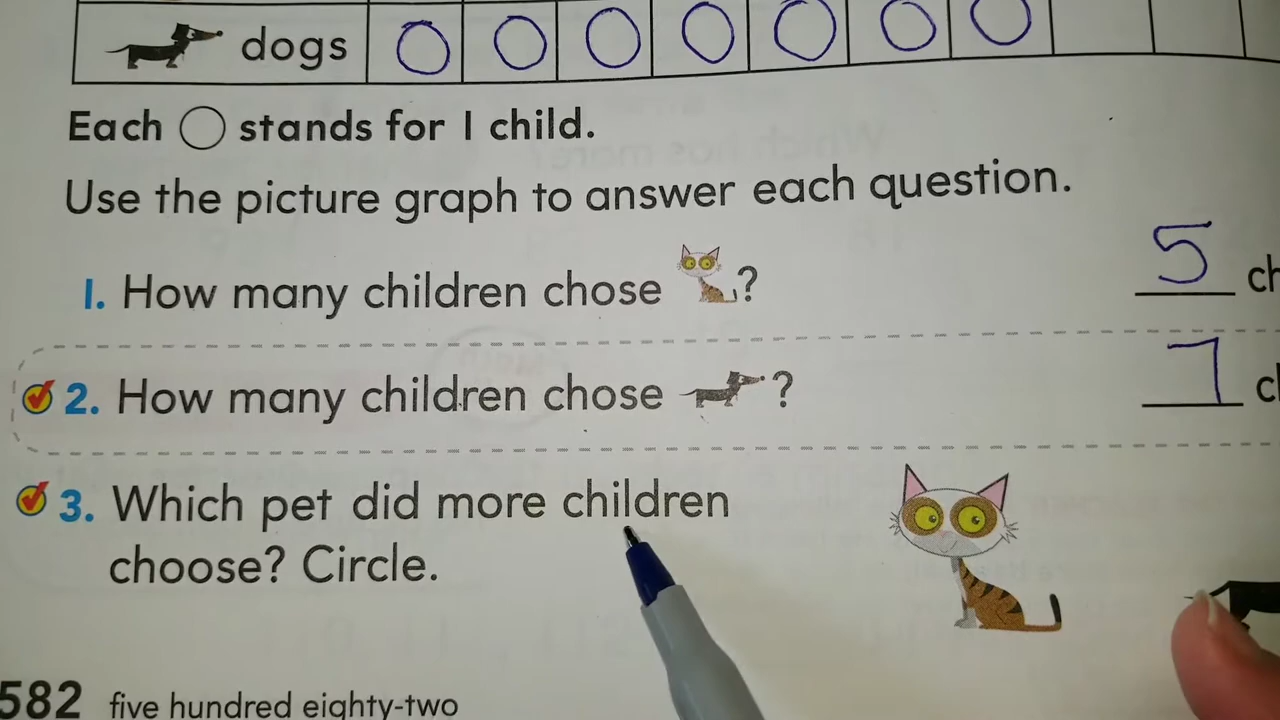 dogs
Each ◯ stands for 1 child.
Use the picture graph to answer each question.
1. How many children chose ? 5 ch
2. How many children chose ? 7 ch
3. Which pet did more children
choose? Circle.
582 five hundred eighty-two